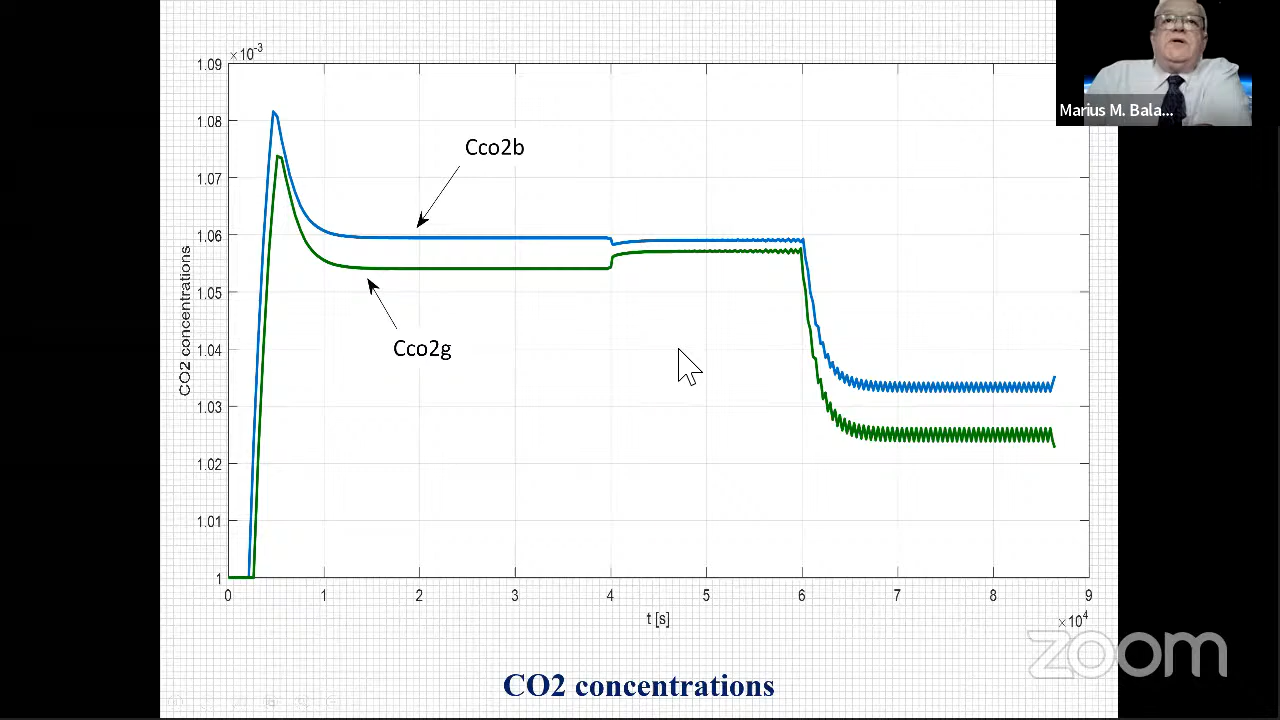 Marius M. Bala...
×10-3
1.09
1.08
1.07
1.06
1.05
1.04
1.03
1.02
1.01
1
CO2 concentrations
Cco2b
Cco2g
0 1 2 3 4 5 6 7 8 9
t [s]
×104
zoom
CO2 concentrations